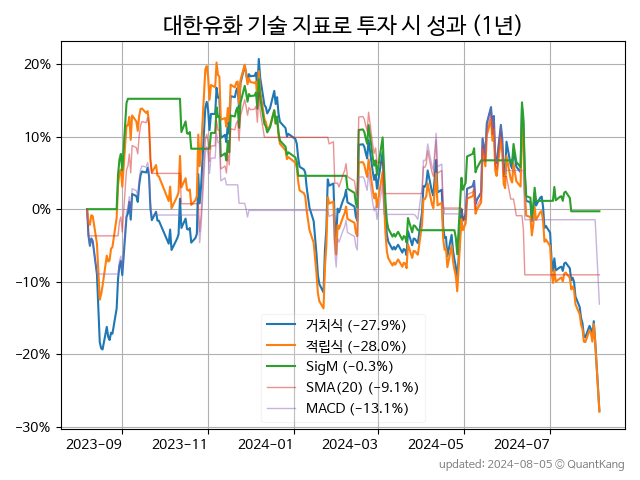 대한유화 기술 지표로 투자 시 성과 (1년)
20%
10%
0%
−10%
−20%
−30%
거치식 (−27.9%)
적립식 (−28.0%)
SigM (−0.3%)
SMA(20) (−9.1%)
MACD (−13.1%)
2023-09 2023-11 2024-01 2024-03 2024-05 2024-07
updated: 2024-08-05 © QuantKang